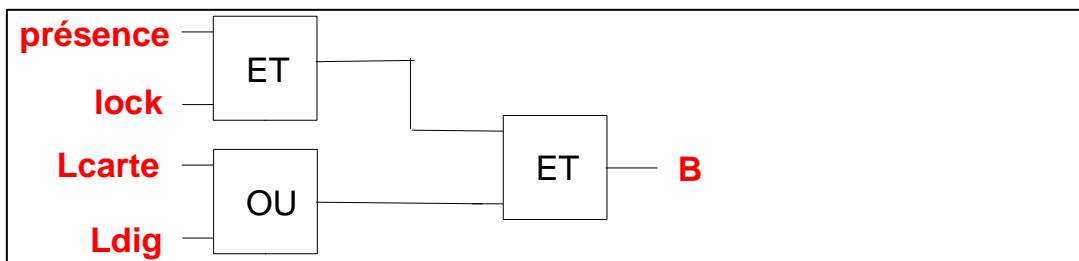 présence
ET
lock
Lcarte
ET
B
OU
Ldig